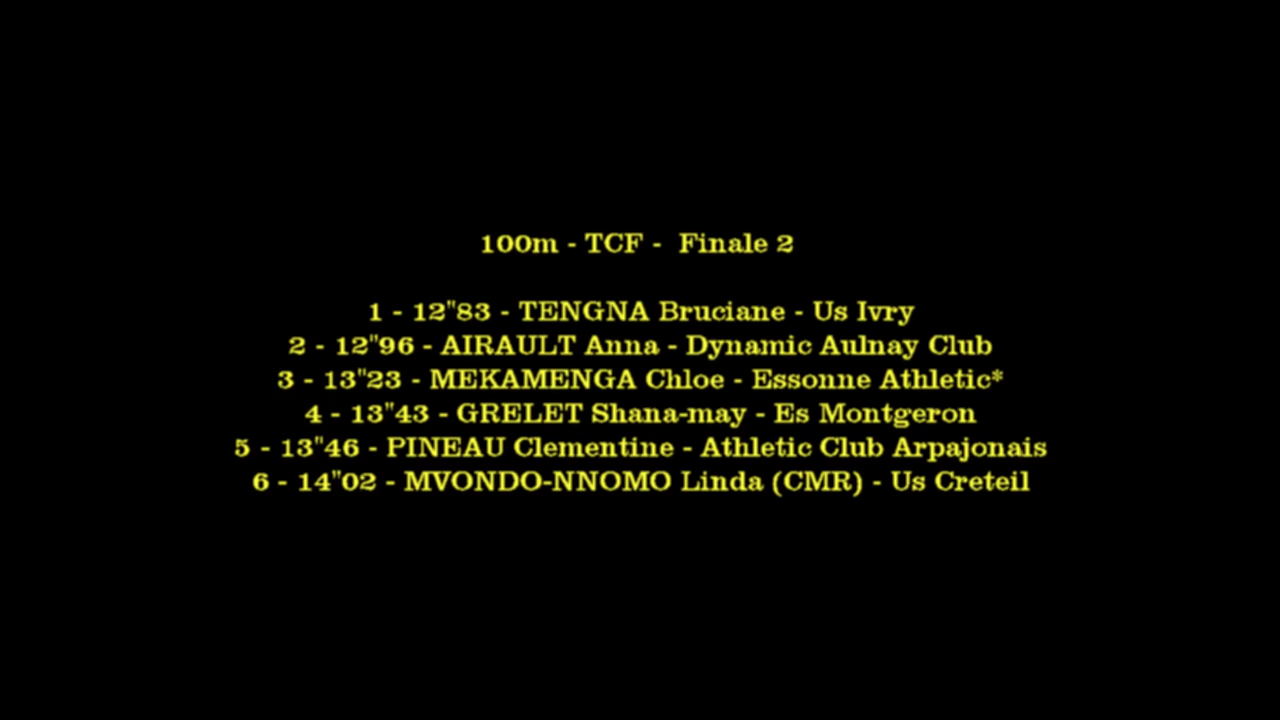 100m - TCF -  Finale 2
1 - 12"83 - TENGNA Bruciane - Us Ivry
2 - 12"96 - AIRAULT Anna - Dynamic Aulnay Club
3 - 13"23 - MEKAMENGA Chloe - Essonne Athletic*
4 - 13"43 - GRELET Shana-may - Es Montgeron
5 - 13"46 - PINEAU Clementine - Athletic Club Arpajonais
6 - 14"02 - MVONDO-NNOMO Linda (CMR) - Us Creteil